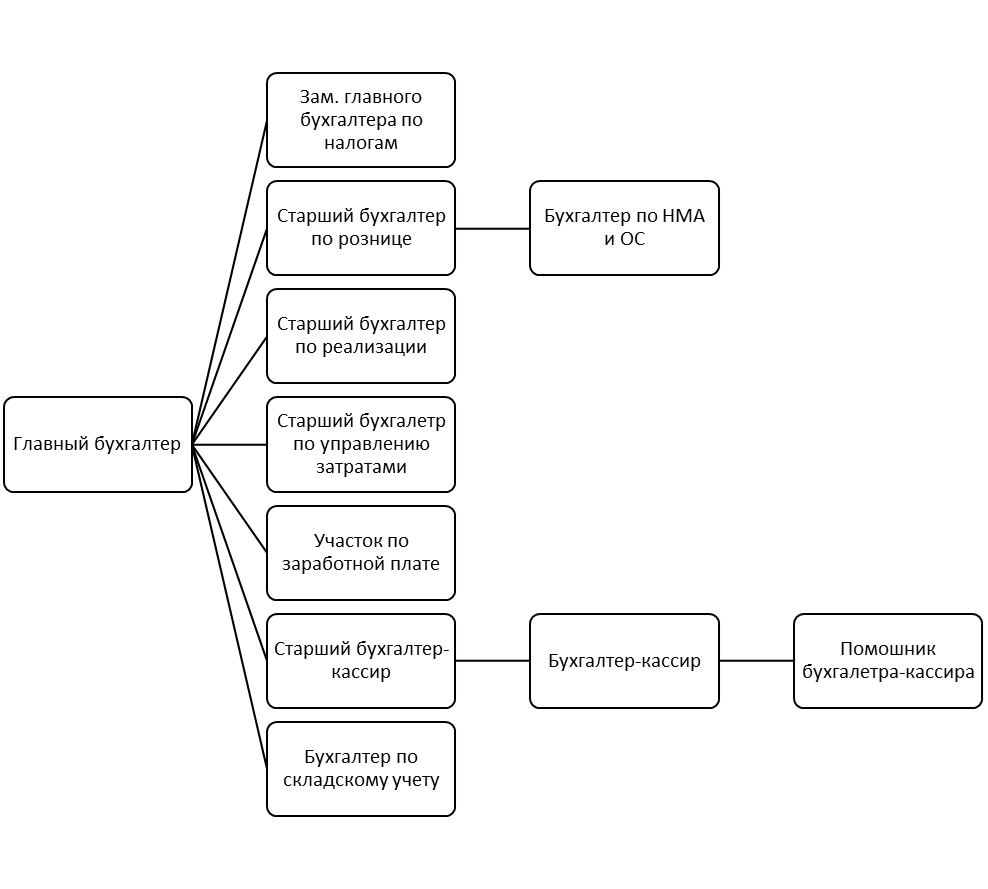 Зам. главного
бухгалтера по
налогам
Старший бухгалтер
по рознице
Бухгалтер по НМА
и ОС
Старший бухгалтер
по реализации
Главный бухгалтер
Старший бухгалетр
по управлению
затратами
Участок по
заработной плате
Старший бухгалтер-
кассир
Бухгалтер-кассир
Помошник
бухгалетра-кассира
Бухгалтер по
складскому учету